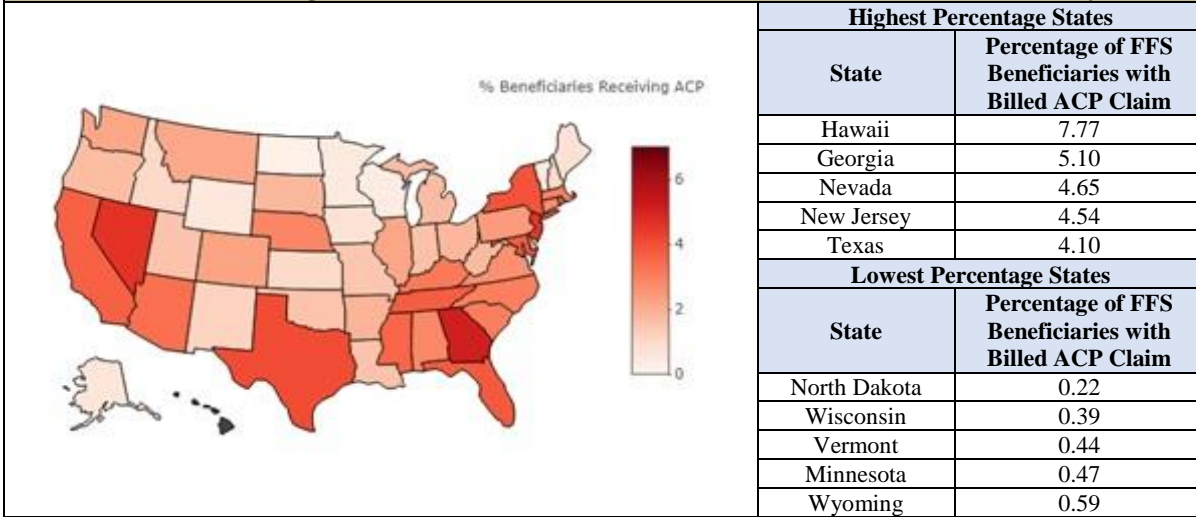 % Beneficiaries Receiving ACP
6
4
2
0
Highest Percentage States
State
Percentage of FFS
Beneficiaries with
Billed ACP Claim
Hawaii 7.77
Georgia 5.10
Nevada 4.65
New Jersey 4.54
Texas 4.10
Lowest Percentage States
State
Percentage of FFS
Beneficiaries with
Billed ACP Claim
North Dakota 0.22
Wisconsin 0.39
Vermont 0.44
Minnesota 0.47
Wyoming 0.59